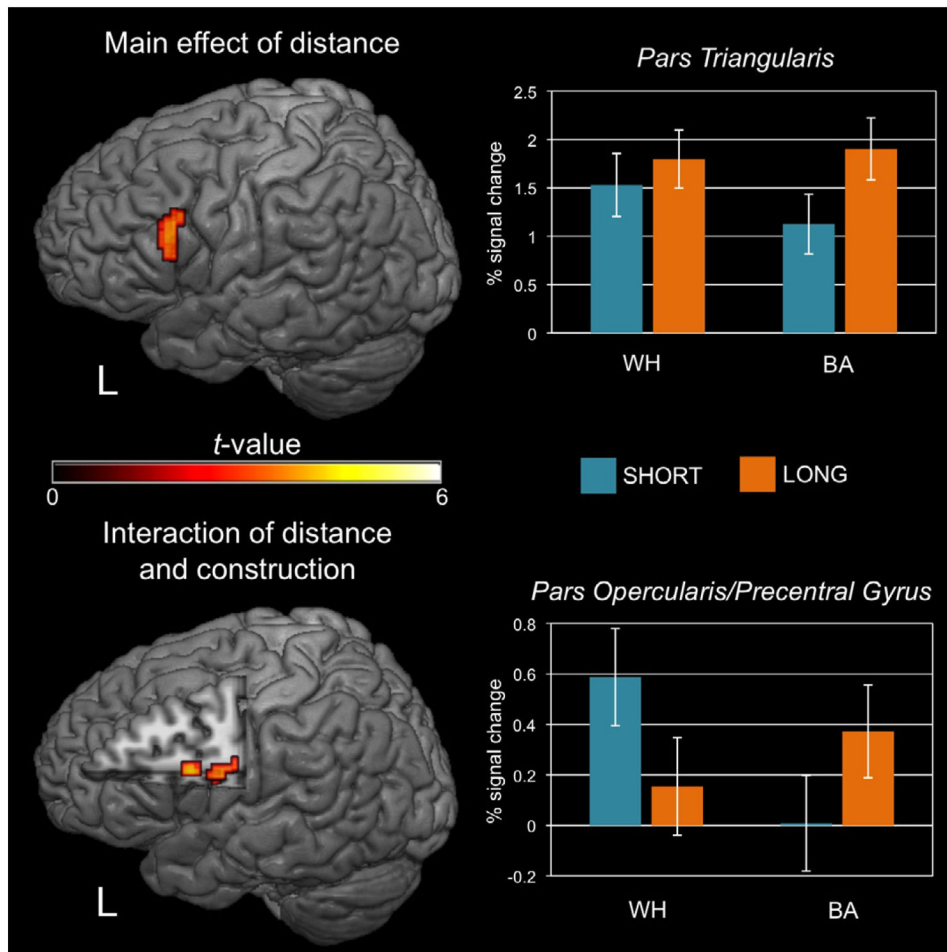 Main effect of distance
L
t-value
0
6
Interaction of distance
and construction
L
Pars Triangularis
% signal change
2.5
2
1.5
1
0.5
0
WH
BA
SHORT
LONG
Pars Opercularis/Precentral Gyrus
% signal change
0.8
0.6
0.4
0.2
0
-0.2
WH
BA